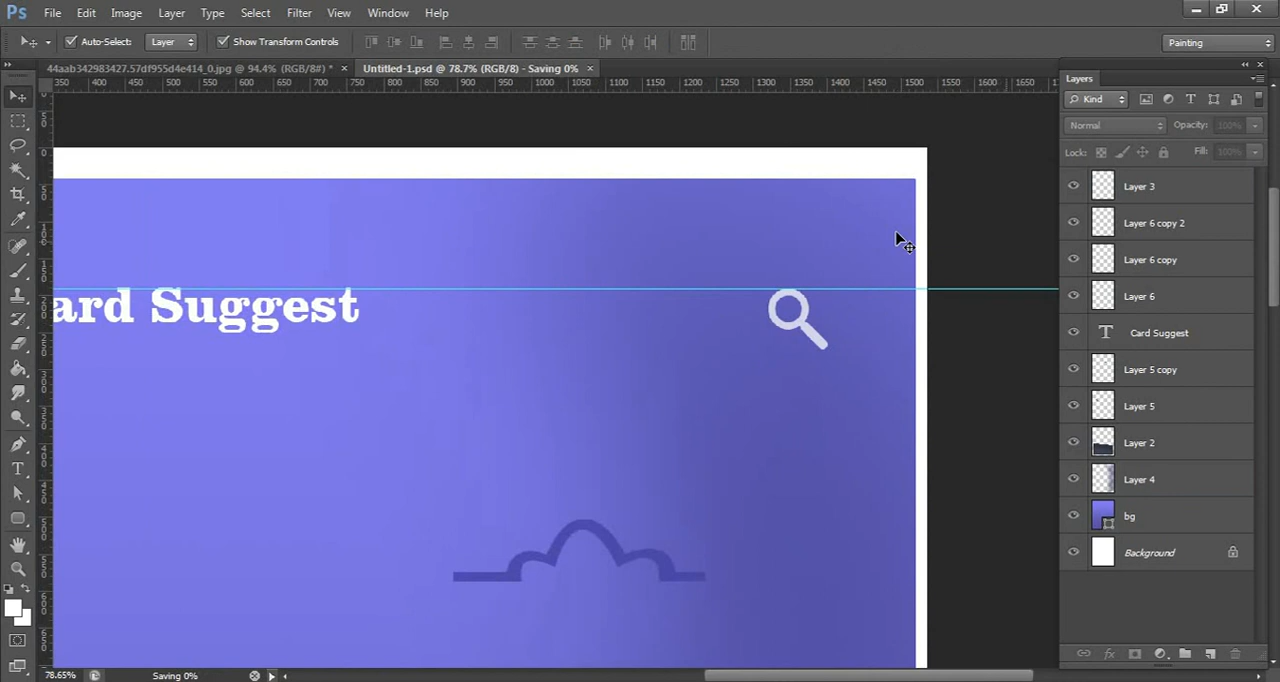 Ps File Edit Image Layer Type Select Filter View Window Help
Auto-Select: Layer Show Transform Controls Painting
44aab342983427.57df955d4e414_0.jpg @ 94.4% (RGB/8#) * × Untitled-1.psd @ 78.7% (RGB/8) - Saving 0% ×
350 400 450 500 550 600 650 700 750 800 850 900 950 1000 1050 1100 1150 1200 1250 1300 1350 1400 1450 1500 1550 1600 1650 1700
Layers
Kind
Normal Opacity: 100%
Lock: Fill: 100%
Layer 3
Layer 6 copy 2
Layer 6 copy
Layer 6
T Card Suggest
Layer 5 copy
Layer 5
Layer 2
Layer 4
bg
Background
ard Suggest
78.65% Saving 0%